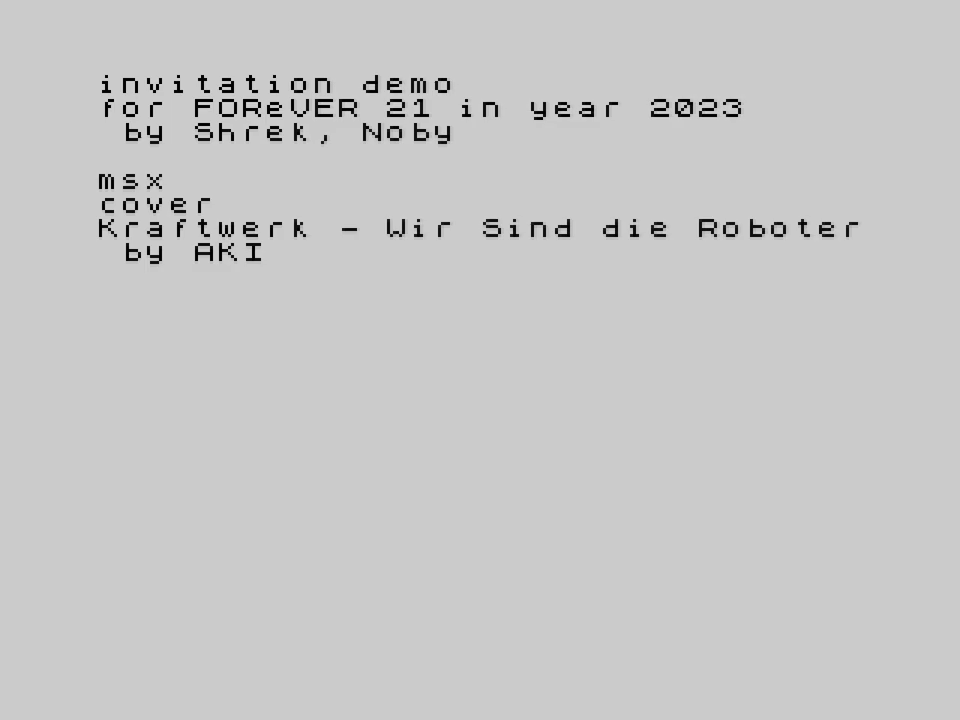 invitation demo
for FOReVER 21 in year 2023
by Shrek, Noby
msx
cover
Kraftwerk - Wir Sind die Roboter
by AKI